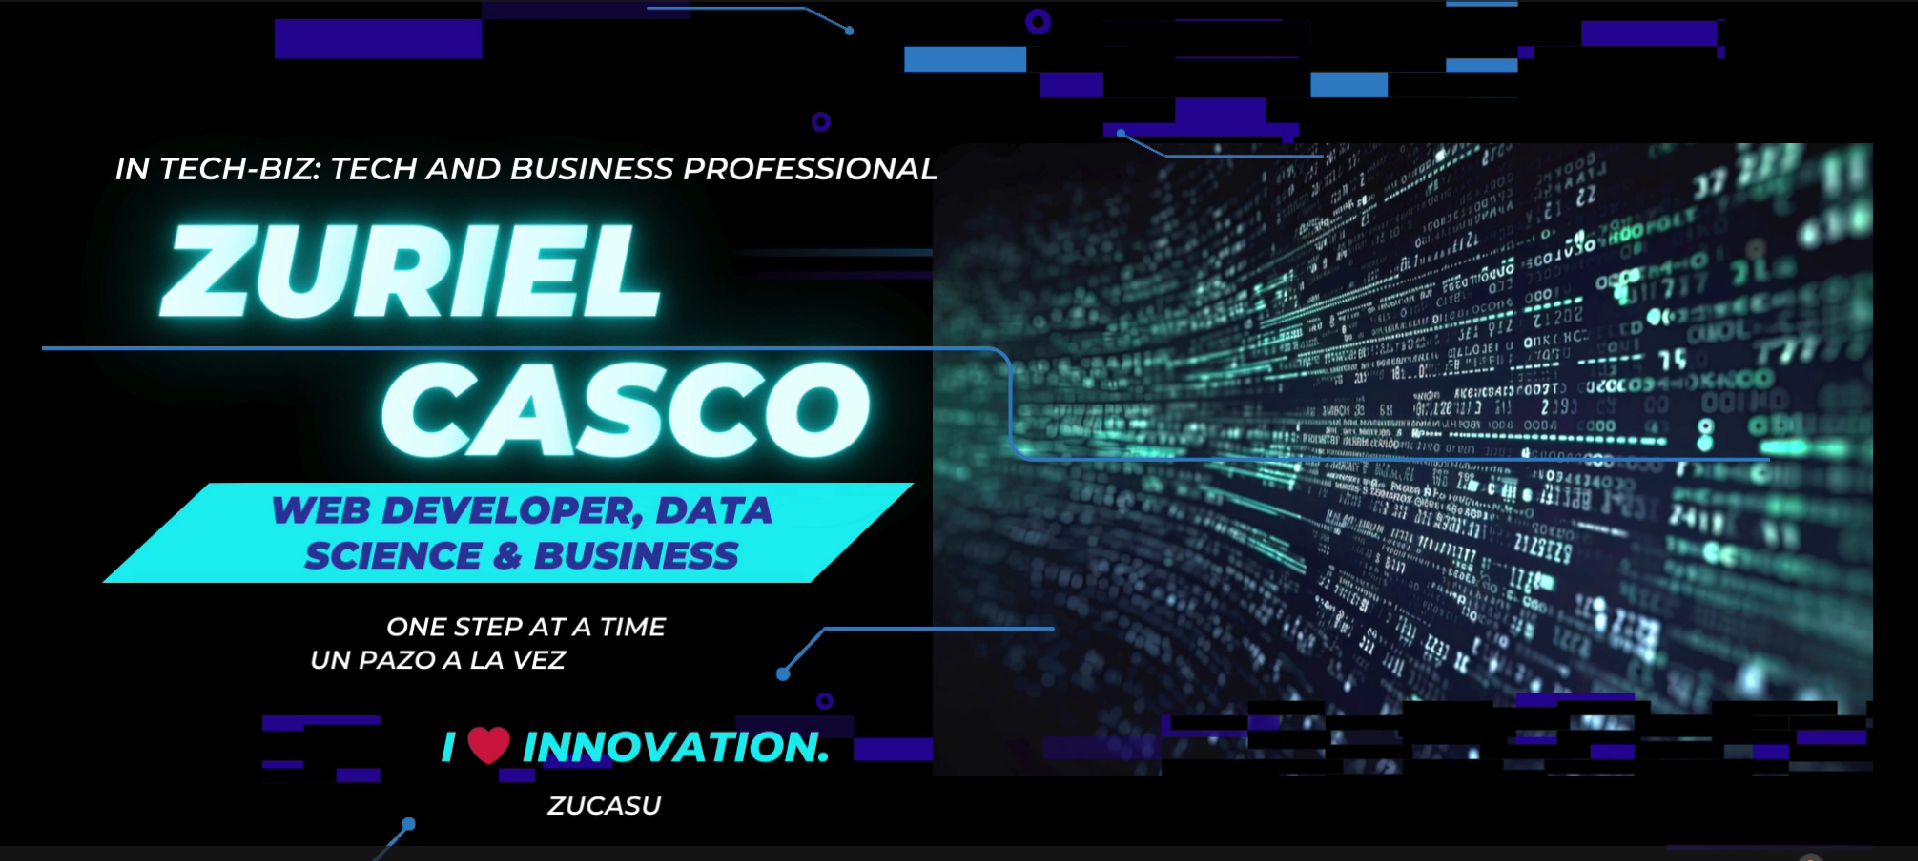 IN TECH-BIZ: TECH AND BUSINESS PROFESSIONAL
ZURIEL
CASCO
WEB DEVELOPER, DATA
SCIENCE & BUSINESS
ONE STEP AT A TIME
UN PAZO A LA VEZ
I ❤ INNOVATION.
ZUCASU